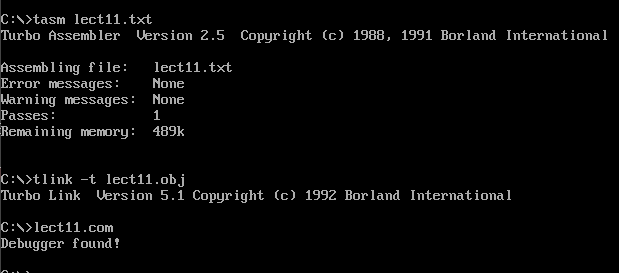 C:\>tasm lect11.txt
Turbo Assembler  Version 2.5  Copyright (c) 1988, 1991 Borland International
Assembling file:   lect11.txt
Error messages:    None
Warning messages:  None
Passes:            1
Remaining memory:  489k
C:\>tlink -t lect11.obj
Turbo Link  Version 5.1 Copyright (c) 1992 Borland International
C:\>lect11.com
Debugger found!
C:\>